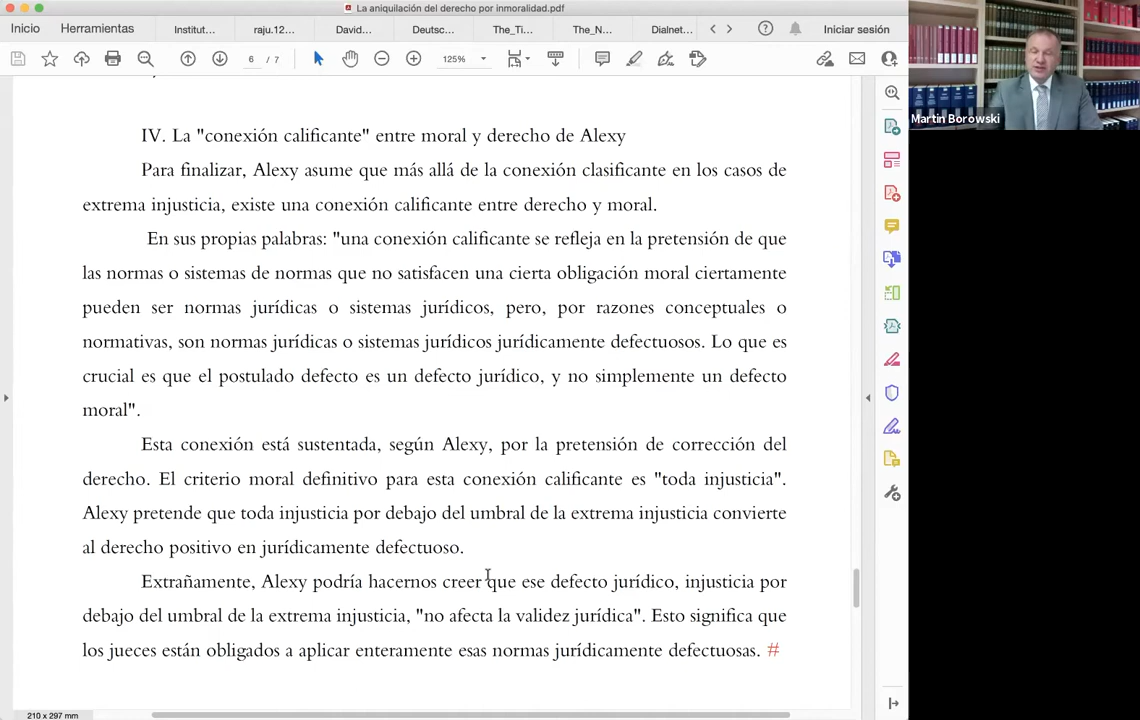 La aniquilación del derecho por inmoralidad.pdf
Inicio Herramientas Institut... raju.12... David... Deutsc... The_Ti... The_N... Dialnet... Iniciar sesión
6 / 7 125%
Martin Borowski
IV. La "conexión calificante" entre moral y derecho de Alexy
Para finalizar, Alexy asume que más allá de la conexión clasificante en los casos de
extrema injusticia, existe una conexión calificante entre derecho y moral.
En sus propias palabras: "una conexión calificante se refleja en la pretensión de que
las normas o sistemas de normas que no satisfacen una cierta obligación moral ciertamente
pueden ser normas jurídicas o sistemas jurídicos, pero, por razones conceptuales o
normativas, son normas jurídicas o sistemas jurídicos jurídicamente defectuosos. Lo que es
crucial es que el postulado defecto es un defecto jurídico, y no simplemente un defecto
moral".
Esta conexión está sustentada, según Alexy, por la pretensión de corrección del
derecho. El criterio moral definitivo para esta conexión calificante es "toda injusticia".
Alexy pretende que toda injusticia por debajo del umbral de la extrema injusticia convierte
al derecho positivo en jurídicamente defectuoso.
Extrañamente, Alexy podría hacernos creer que ese defecto jurídico, injusticia por
debajo del umbral de la extrema injusticia, "no afecta la validez jurídica". Esto significa que
los jueces están obligados a aplicar enteramente esas normas jurídicamente defectuosas. #
210 x 297 mm